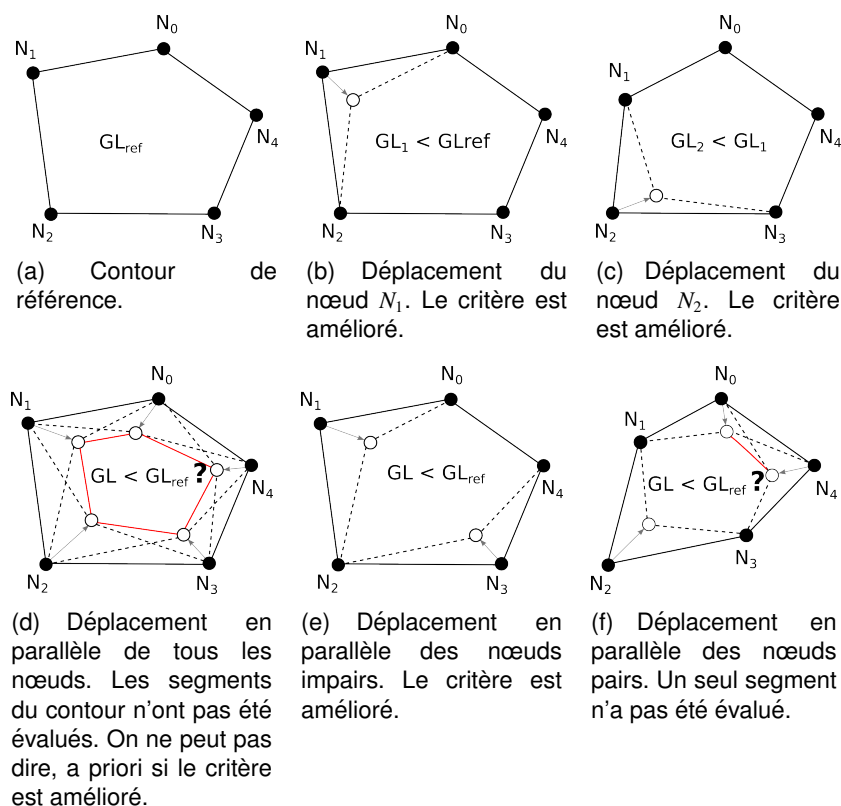 N0
N1
GLref
N4
N2
N3
(a) Contour de
référence.
N0
N1
GL1 < GLref
N4
N2
N3
(b) Déplacement du
nœud N1. Le critère est
amélioré.
N0
N1
GL2 < GL1
N4
N2
N3
(c) Déplacement du
nœud N2. Le critère
est amélioré.
N0
N1
GL < GLref ?
N4
N2
N3
(d) Déplacement en
parallèle de tous les
nœuds. Les segments
du contour n'ont pas été
évalués. On ne peut pas
dire, a priori si le critère
est amélioré.
N0
N1
GL < GLref
N4
N2
N3
(e) Déplacement en
parallèle des nœuds
impairs. Le critère est
amélioré.
N0
N1
GL < GLref ?
N4
N3
N2
(f) Déplacement en
parallèle des nœuds
pairs. Un seul segment
n’a pas été évalué.